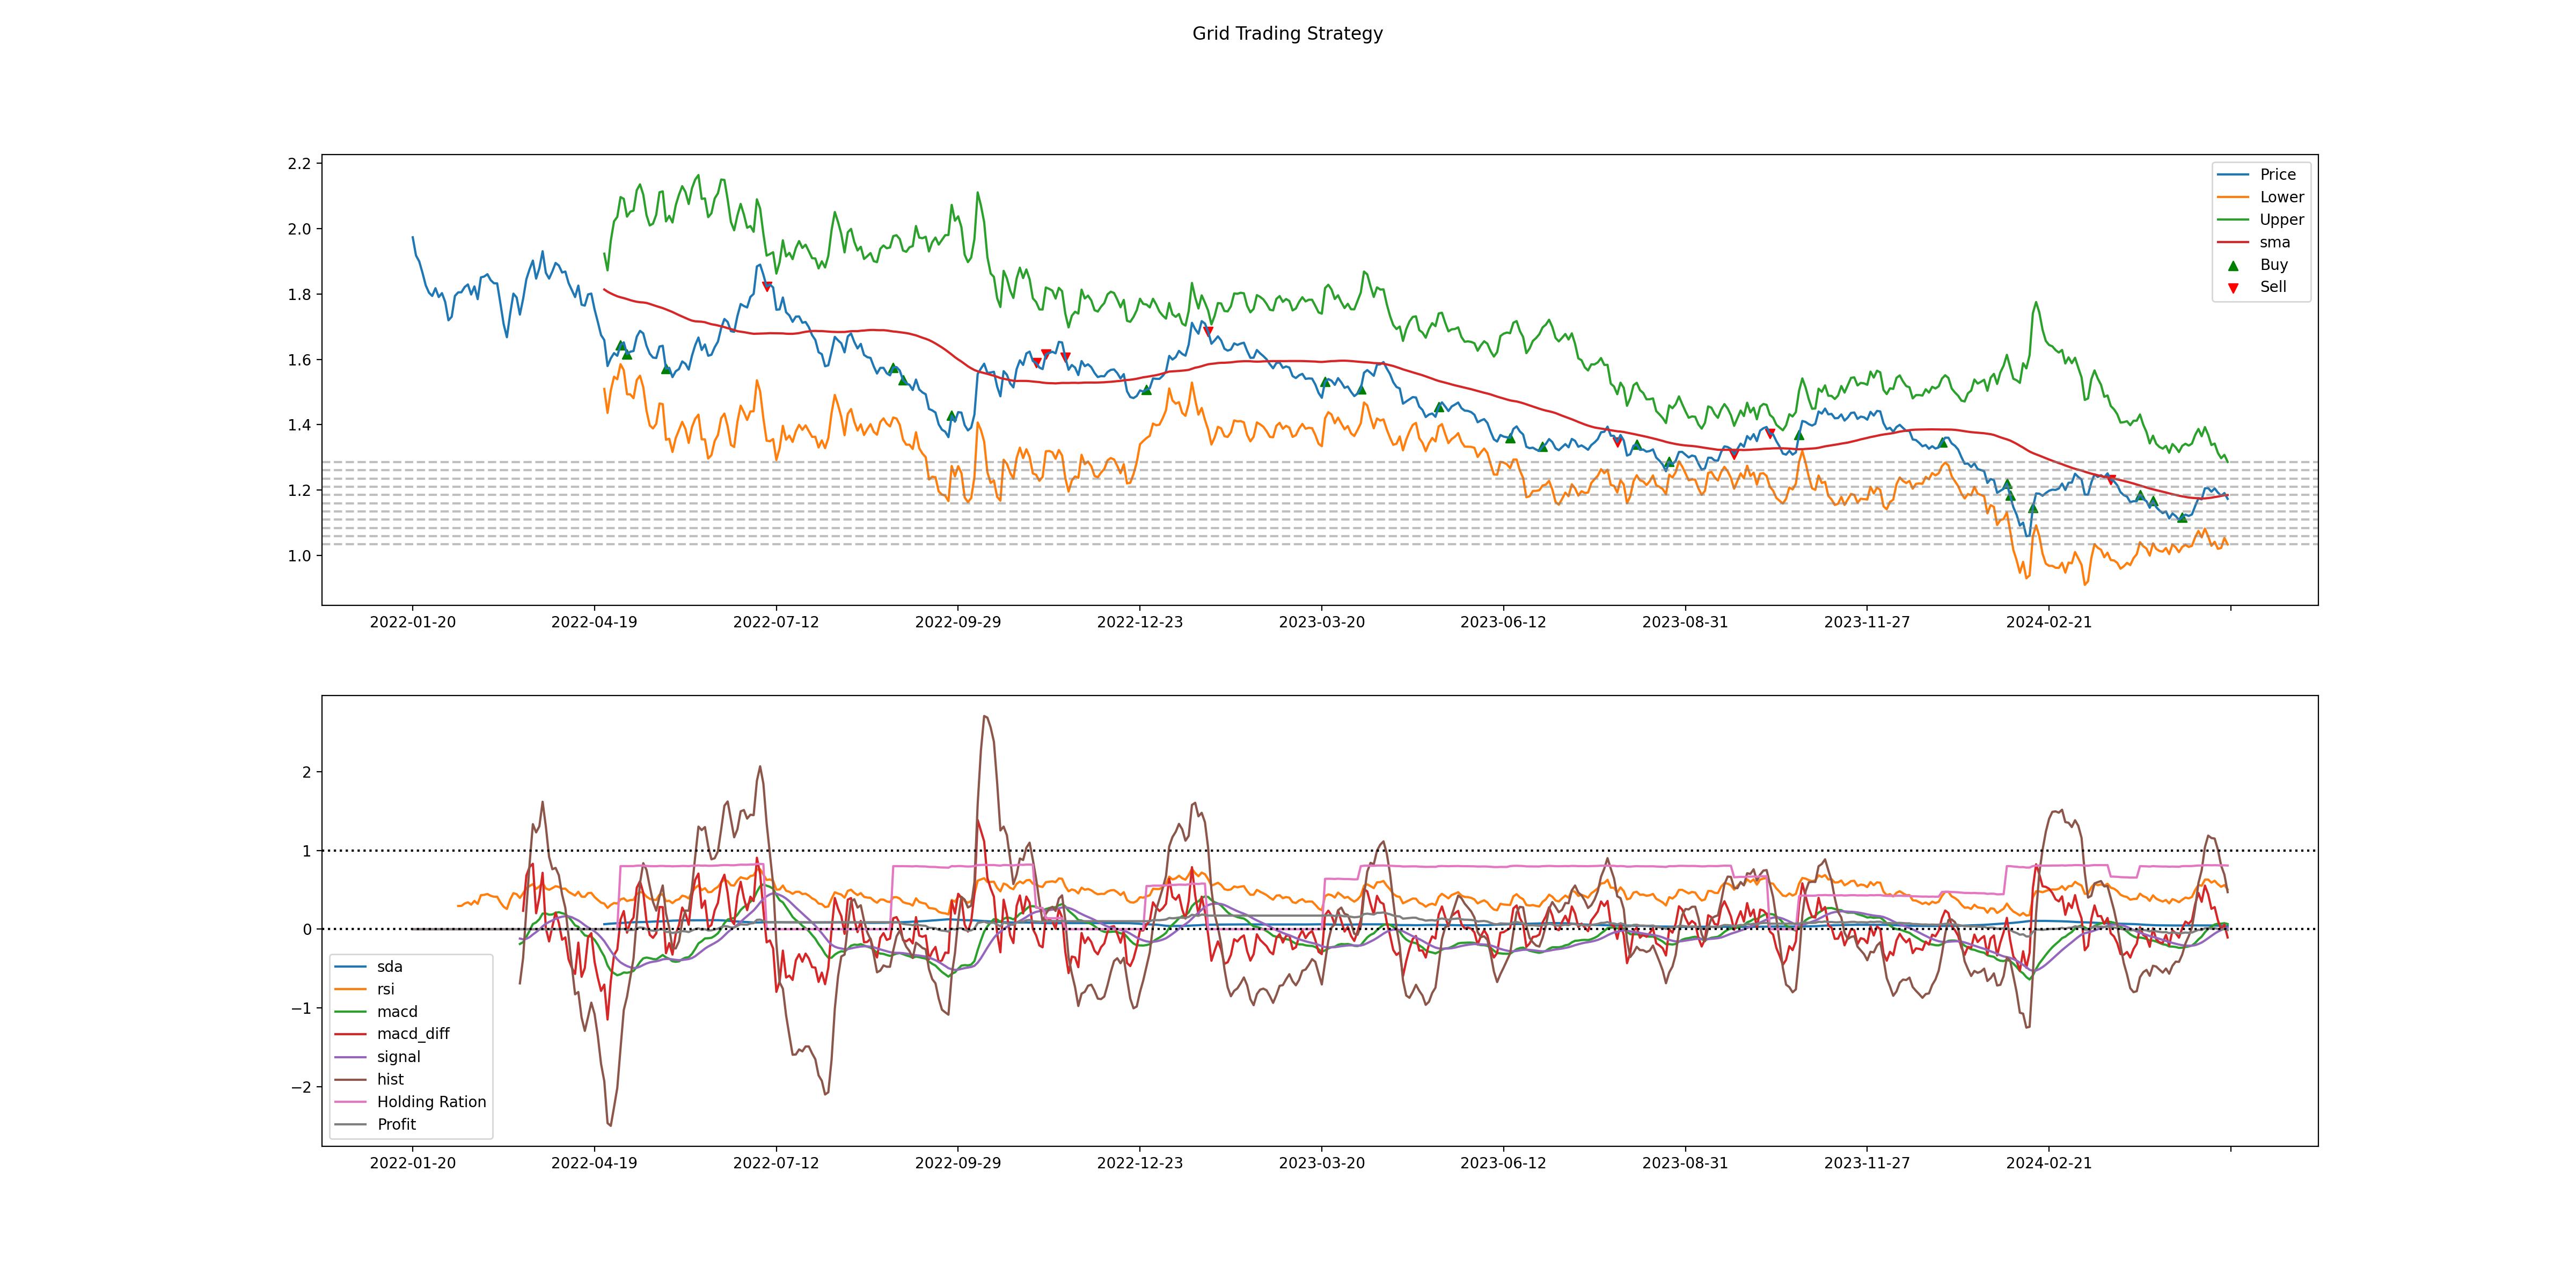 Grid Trading Strategy
2.2
2.0
1.8
1.6
1.4
1.2
1.0
Price
Lower
Upper
sma
Buy
Sell
2022-01-20 2022-04-19 2022-07-12 2022-09-29 2022-12-23 2023-03-20 2023-06-12 2023-08-31 2023-11-27 2024-02-21
2
1
0
−1
−2
sda
rsi
macd
macd_diff
signal
hist
Holding Ration
Profit
2022-01-20 2022-04-19 2022-07-12 2022-09-29 2022-12-23 2023-03-20 2023-06-12 2023-08-31 2023-11-27 2024-02-21